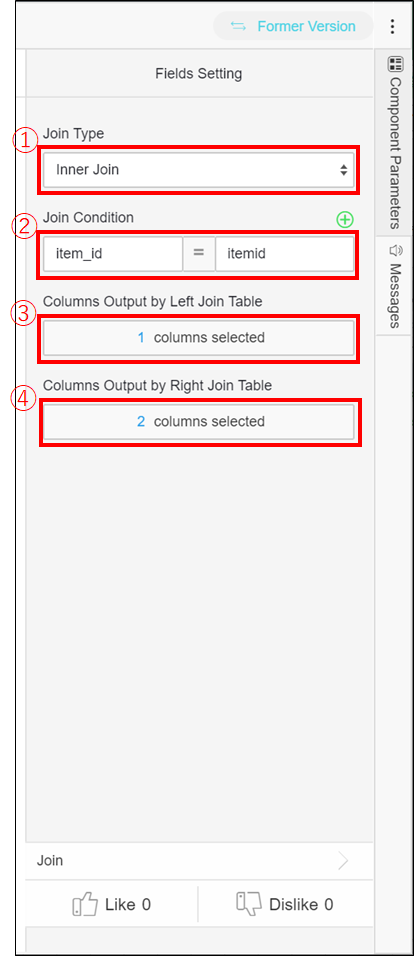 Former Version
Fields Setting
Component Parameters
Messages
① Join Type
Inner Join
② Join Condition
item_id = itemid
③ Columns Output by Left Join Table
1 columns selected
④ Columns Output by Right Join Table
2 columns selected
Join
Like 0 Dislike 0